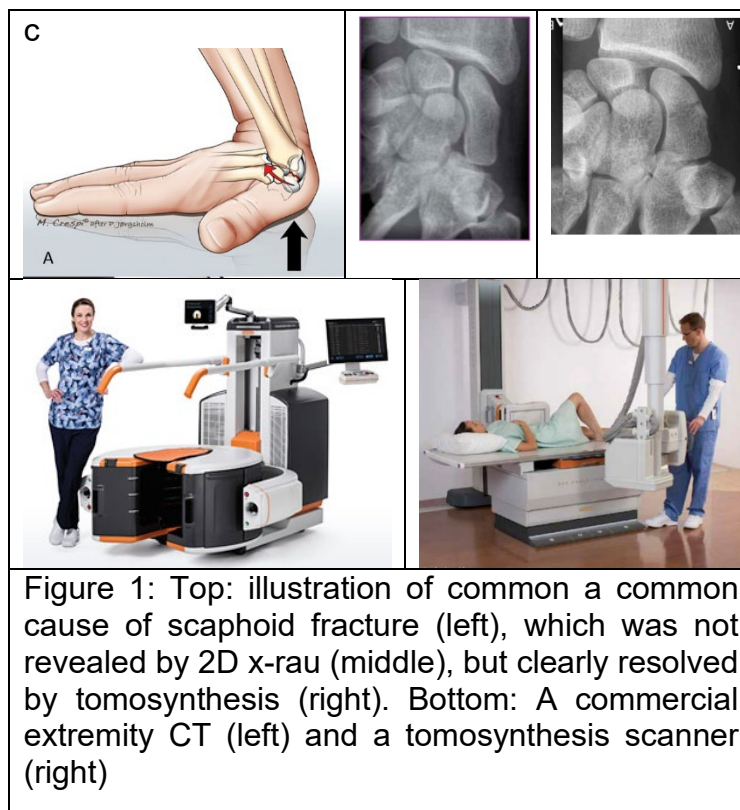 C
M. Crespi® after P. Jørgsholm
A
A
Figure 1: Top: illustration of common a common
cause of scaphoid fracture (left), which was not
revealed by 2D x-rau (middle), but clearly resolved
by tomosynthesis (right). Bottom: A commercial
extremity CT (left) and a tomosynthesis scanner
(right)